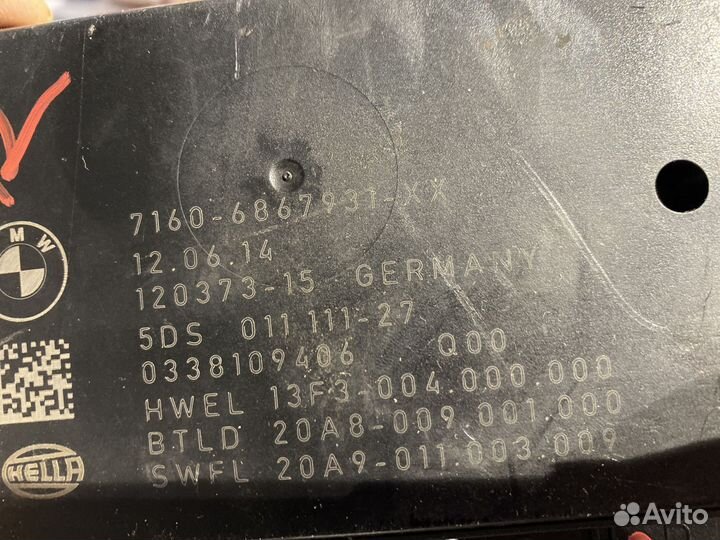 7160-6867931-XX
12.06.14
120373-15 GERMANY
5DS 011 111-27
0338109406 Q00
HWEL 13F3-004.000.000
BTLD 20A8-009.001.000
SWFL 20A9-011.003.009
BMW
HELLA
Avito